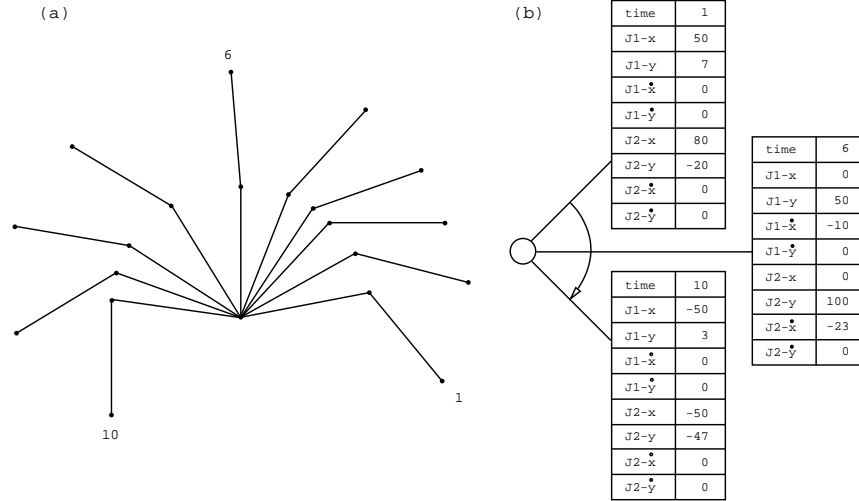 (a)
6
1
10
(b)
time 1
J1-x 50
J1-y 7
J1-ẋ 0
J1-ẏ 0
J2-x 80
J2-y -20
J2-ẋ 0
J2-ẏ 0
time 6
J1-x 0
J1-y 50
J1-ẋ -10
J1-ẏ 0
J2-x 0
J2-y 100
J2-ẋ -23
J2-ẏ 0
time 10
J1-x -50
J1-y 3
J1-x̊ 0
J1-ẙ 0
J2-x -50
J2-y -47
J2-x̊ 0
J2-ẙ 0